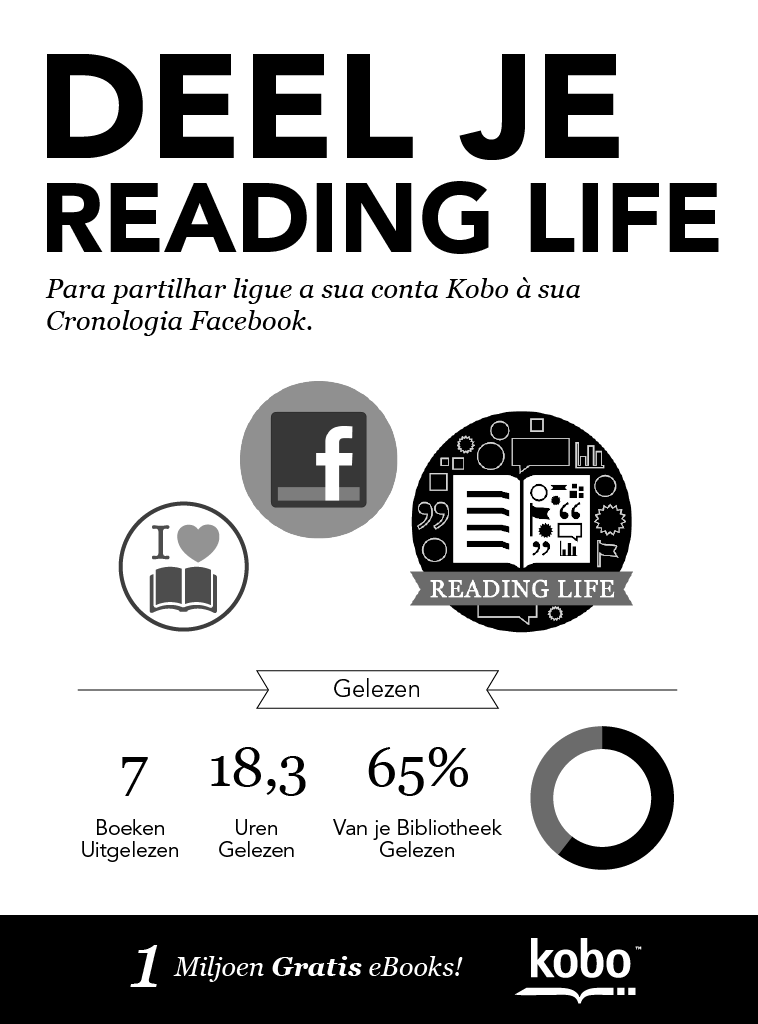 DEEL JE
READING LIFE
Para partilhar ligue a sua conta Kobo à sua
Cronologia Facebook.
f
I
READING LIFE
Gelezen
7
Boeken
Uitgelezen
18,3
Uren
Gelezen
65%
Van je Bibliotheek
Gelezen
1 Miljoen Gratis eBooks!
kobo™